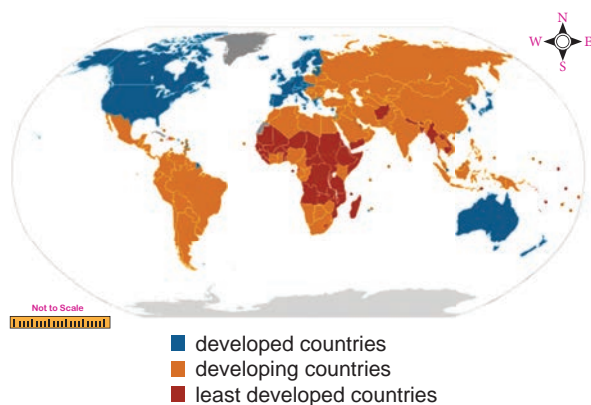 N
W E
S
Not to Scale
developed countries
developing countries
least developed countries